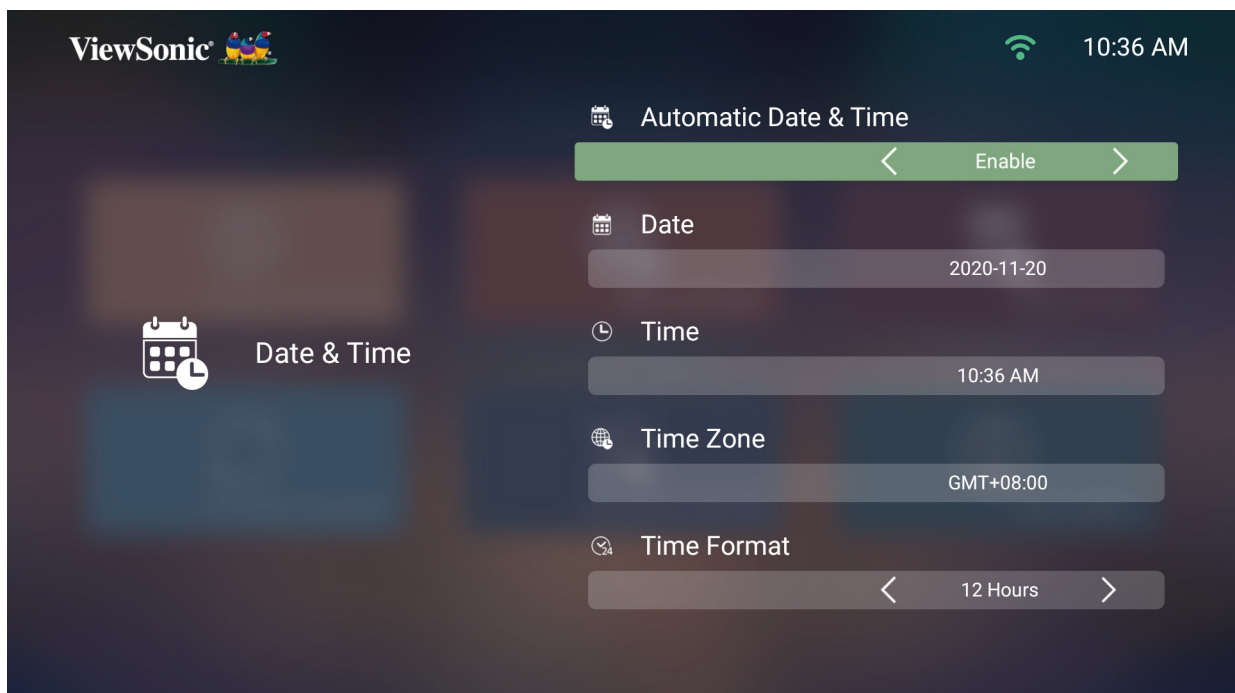 ViewSonic®
10:36 AM
Automatic Date & Time
Enable
Date
2020-11-20
Time
10:36 AM
Date & Time
Time Zone
GMT+08:00
24
Time Format
12 Hours